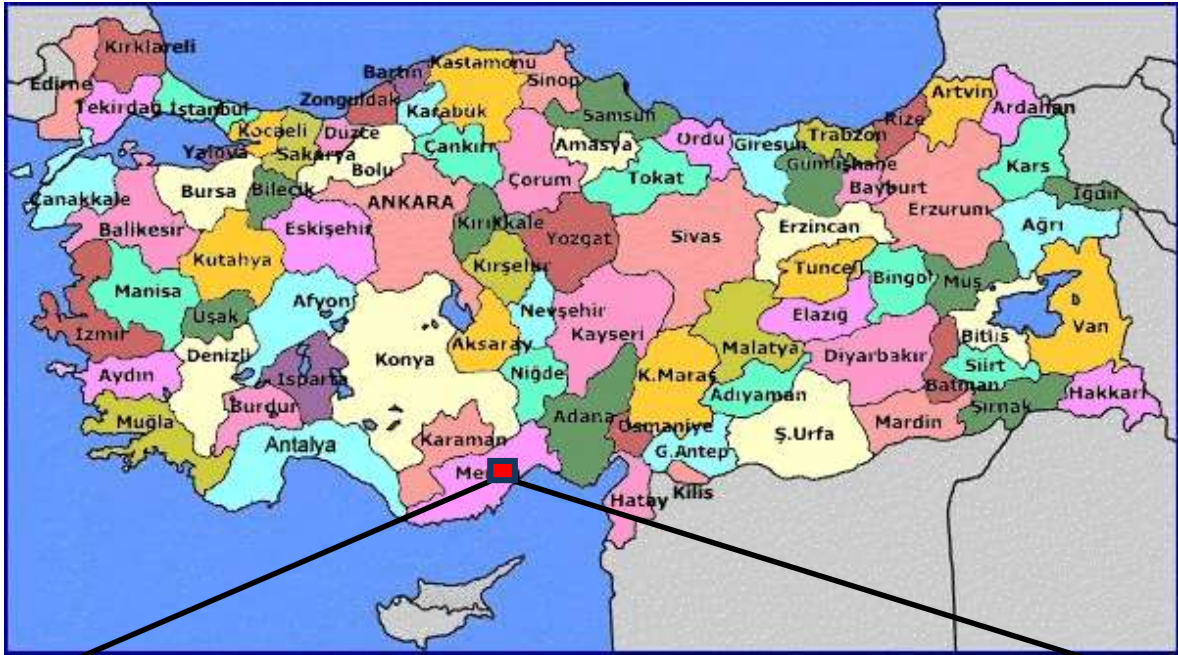 Kırklareli
Edirne
Tekirdağ
İstanbul
Kocaeli
Yalova
Sakarya
Düzce
Zonguldak
Bartın
Karabük
Kastamonu
Sinop
Samsun
Ordu
Giresun
Trabzon
Rize
Artvin
Ardahan
Çanakkale
Balikesir
Bursa
Bilecik
Bolu
Çankırı
ANKARA
Kırıkkale
Çorum
Amasya
Tokat
Gümüşhane
Bayburt
Kars
Iğdır
Erzurum
Ağrı
Eskişehir
Kutahya
Yozgat
Sivas
Erzincan
Manisa
Uşak
Afyon
Kırşehir
Nevşehir
Kayseri
Tunceli
Bingöl
Muş
Izmir
Denizli
Isparta
Konya
Aksaray
Niğde
Malatya
Elazığ
Diyarbakır
Bitlis
Van
Aydın
Burdur
Muğla
Antalya
Karaman
Adana
K.Maraş
Adıyaman
Batman
Siirt
Şırnak
Hakkari
Osmaniye
G.Antep
Ş.Urfa
Mardin
Me
Hatay
Kilis